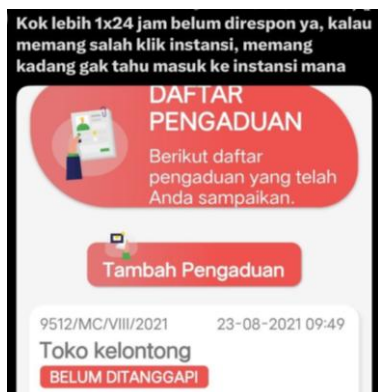 Kok lebih 1x24 jam belum direspon ya, kalau
memang salah klik instansi, memang
kadang gak tahu masuk ke instansi mana
DAFTAR
PENGADUAN
Berikut daftar
pengaduan yang telah
Anda sampaikan.
Tambah Pengaduan
9512/MC/VIII/2021 23-08-2021 09:49
Toko kelontong
BELUM DITANGGAPI